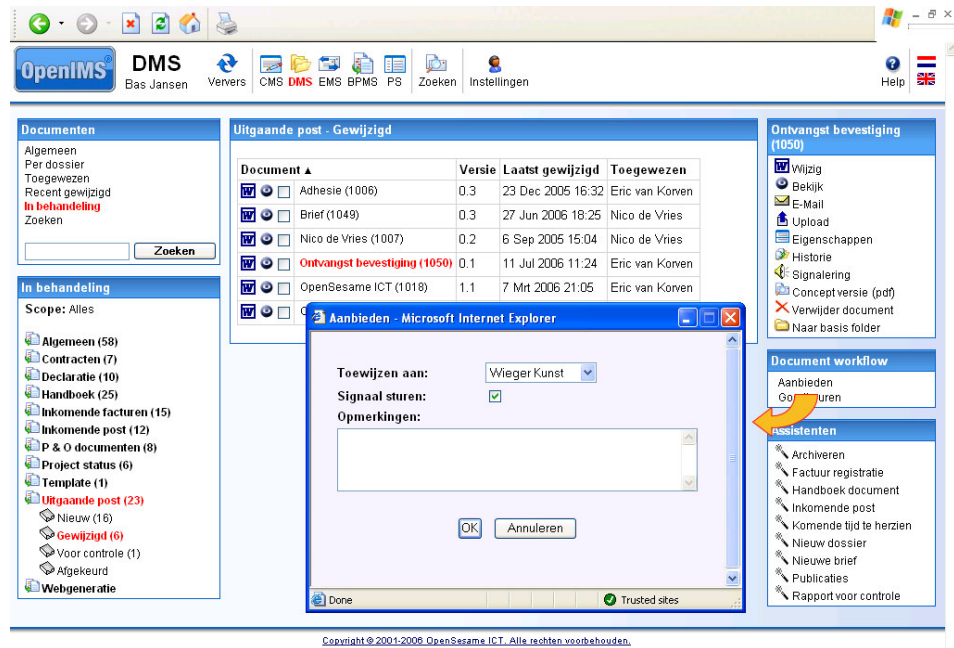 OpenIMS®
DMS
Bas Jansen
Ververs
CMS DMS EMS BPMS PS
Zoeken
Instellingen
Help
Documenten
Algemeen
Per dossier
Toegewezen
Recent gewijzigd
In behandeling
Zoeken
Zoeken
In behandeling
Scope: Alles
Algemeen (58)
Contracten (7)
Declaratie (10)
Handboek (25)
Inkomende facturen (15)
Inkomende post (12)
P & O documenten (8)
Project status (6)
Template (1)
Uitgaande post (23)
Nieuw (16)
Gewijzigd (6)
Voor controle (1)
Afgekeurd
Webgeneratie
Uitgaande post - Gewijzigd
Document ▲ Versie Laatst gewijzigd Toegewezen
Adhesie (1006) 0.3 23 Dec 2005 16:32 Eric van Korven
Brief (1049) 0.3 27 Jun 2006 18:25 Nico de Vries
Nico de Vries (1007) 0.2 6 Sep 2005 15:04 Nico de Vries
Ontvangst bevestiging (1050) 0.1 11 Jul 2006 11:24 Eric van Korven
OpenSesame ICT (1018) 1.1 7 Mrt 2006 21:05 Eric van Korven
Aanbieden - Microsoft Internet Explorer
Toewijzen aan: Wieger Kunst
Signaal sturen:
Opmerkingen:
OK Annuleren
Done Trusted sites
Ontvangst bevestiging
(1050)
Wijzig
Bekijk
E-Mail
Upload
Eigenschappen
Historie
Signalering
Concept versie (pdf)
Verwijder document
Naar basis folder
Document workflow
Aanbieden
Assistenten
Archiveren
Factuur registratie
Handboek document
Inkomende post
Komende tijd te herzien
Nieuw dossier
Nieuwe brief
Publicaties
Rapport voor controle
Copyright © 2001-2006 OpenSesame ICT. Alle rechten voorbehouden.